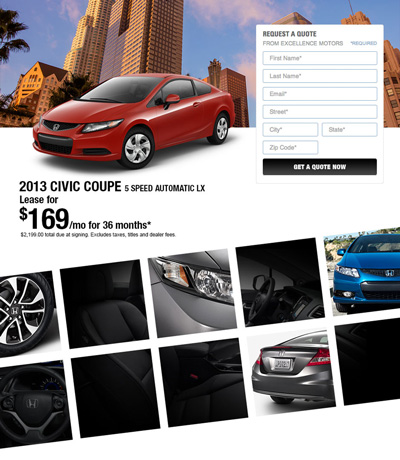 REQUEST A QUOTE
FROM EXCELLENCE MOTORS *REQUIRED
First Name*
Last Name*
Email*
Street*
City* State*
Zip Code*
GET A QUOTE NOW
2013 CIVIC COUPE 5 SPEED AUTOMATIC LX
Lease for
$169/mo for 36 months*
$2,199.00 total due at signing. Excludes taxes, titles and dealer fees.